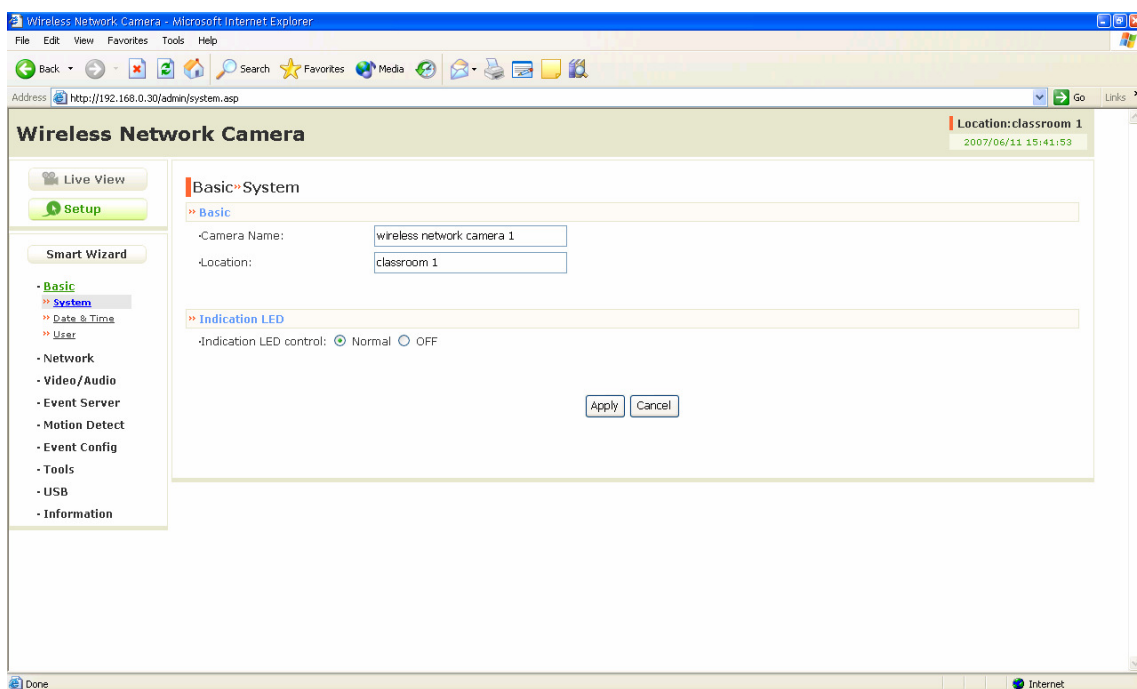 Wireless Network Camera - Microsoft Internet Explorer
File Edit View Favorites Tools Help
Back Search Favorites Media
Address http://192.168.0.30/admin/system.asp Go Links
Wireless Network Camera
Location:classroom 1
2007/06/11 15:41:53
Live View
Setup
Smart Wizard
Basic
System
Date & Time
User
Network
Video/Audio
Event Server
Motion Detect
Event Config
Tools
USB
Information
Basic»System
» Basic
Camera Name: wireless network camera 1
Location: classroom 1
» Indication LED
Indication LED control: Normal OFF
Apply Cancel
Done Internet